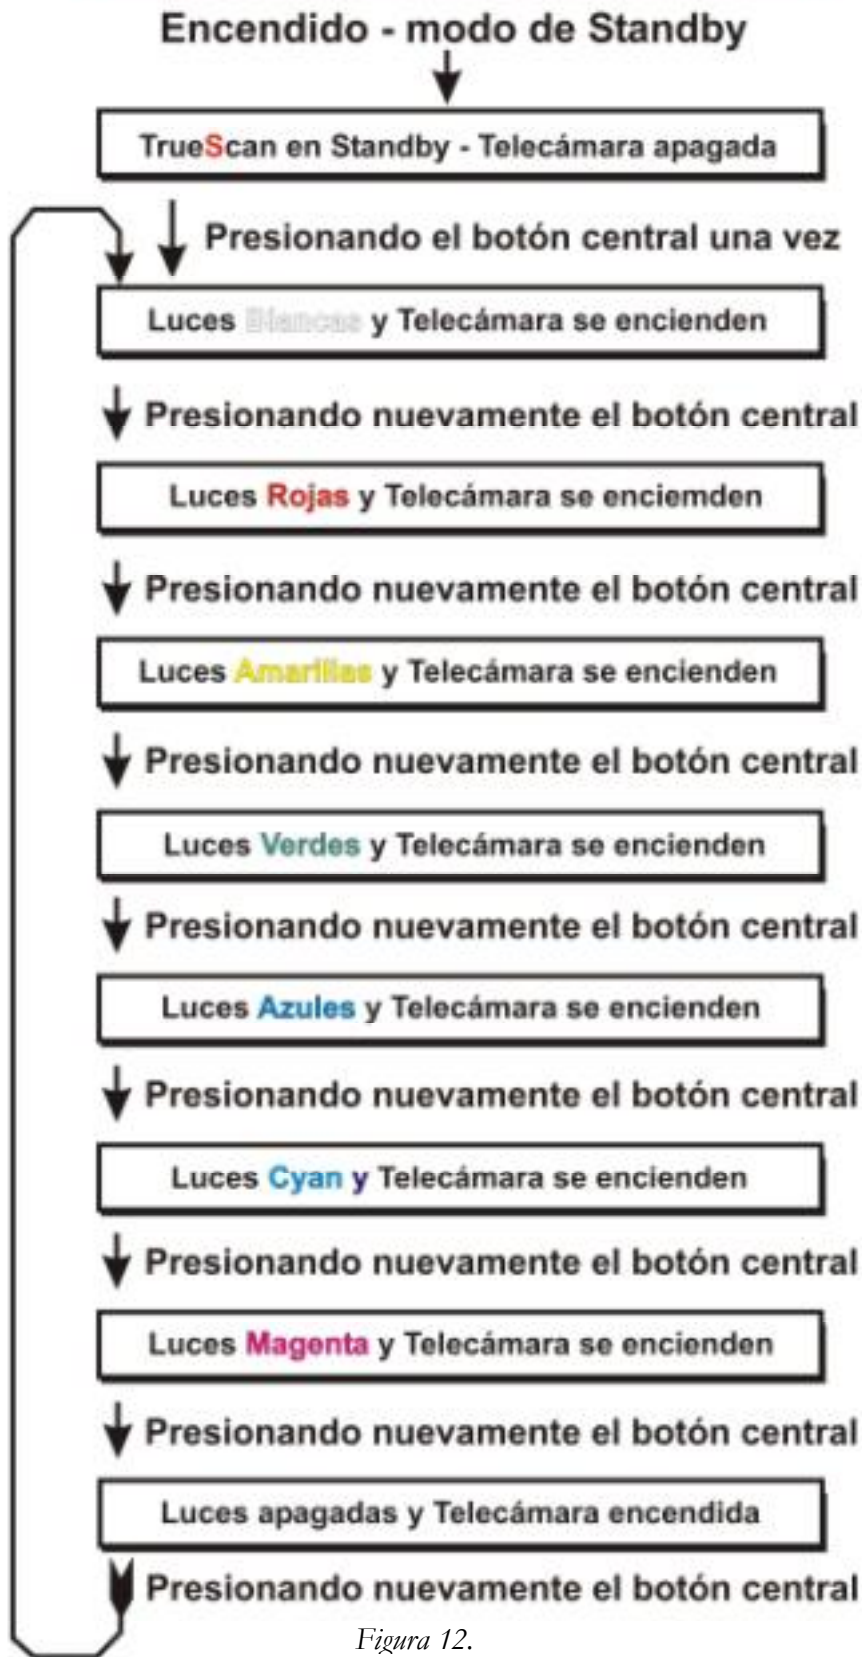 Encendido - modo de Standby
TrueScan en Standby - Telecámara apagada
Presionando el botón central una vez
Luces Blancas y Telecámara se encienden
Presionando nuevamente el botón central
Luces Rojas y Telecámara se enciemden
Presionando nuevamente el botón central
Luces Amarillas y Telecámara se encienden
Presionando nuevamente el botón central
Luces Verdes y Telecámara se encienden
Presionando nuevamente el botón central
Luces Azules y Telecámara se encienden
Presionando nuevamente el botón central
Luces Cyan y Telecámara se encienden
Presionando nuevamente el botón central
Luces Magenta y Telecámara se encienden
Presionando nuevamente el botón central
Luces apagadas y Telecámara encendida
Presionando nuevamente el botón central
Figura 12.